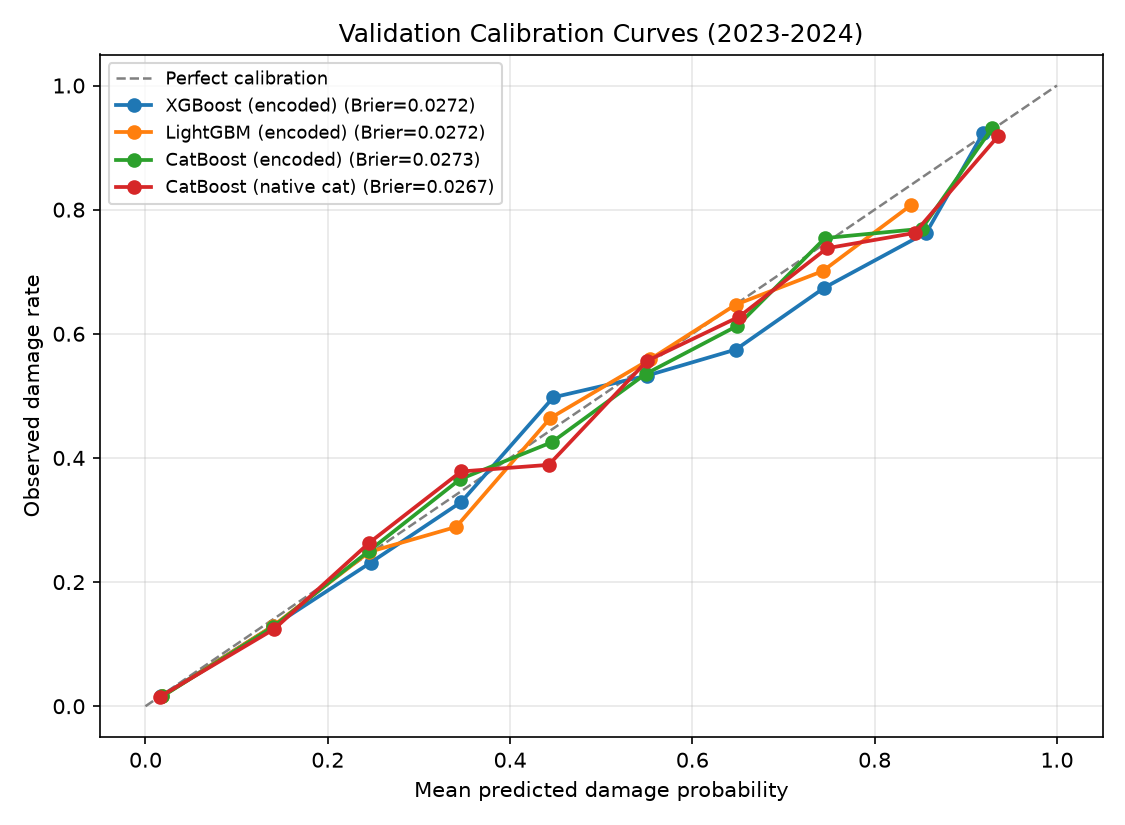 Validation Calibration Curves (2023-2024)
Perfect calibration
XGBoost (encoded) (Brier=0.0272)
LightGBM (encoded) (Brier=0.0272)
CatBoost (encoded) (Brier=0.0273)
CatBoost (native cat) (Brier=0.0267)
Observed damage rate
1.0
0.8
0.6
0.4
0.2
0.0
0.0 0.2 0.4 0.6 0.8 1.0
Mean predicted damage probability